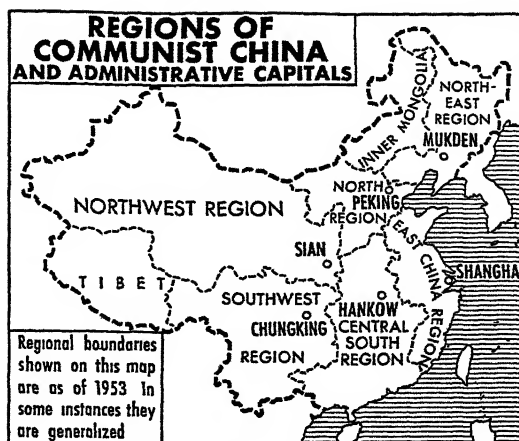 REGIONS OF
COMMUNIST CHINA
AND ADMINISTRATIVE CAPITALS
INNER MONGOLIA
NORTH-
EAST
REGION
MUKDEN
NORTH
PEKING
REGION
NORTHWEST REGION
SIAN
EAST CHINA REGION
SHANGHA
TIBET
SOUTHWEST
CHUNGKING
REGION
HANKOW
CENTRAL
SOUTH
REGION
Regional boundaries
shown on this map
are as of 1953 In
some instances they
are generalized